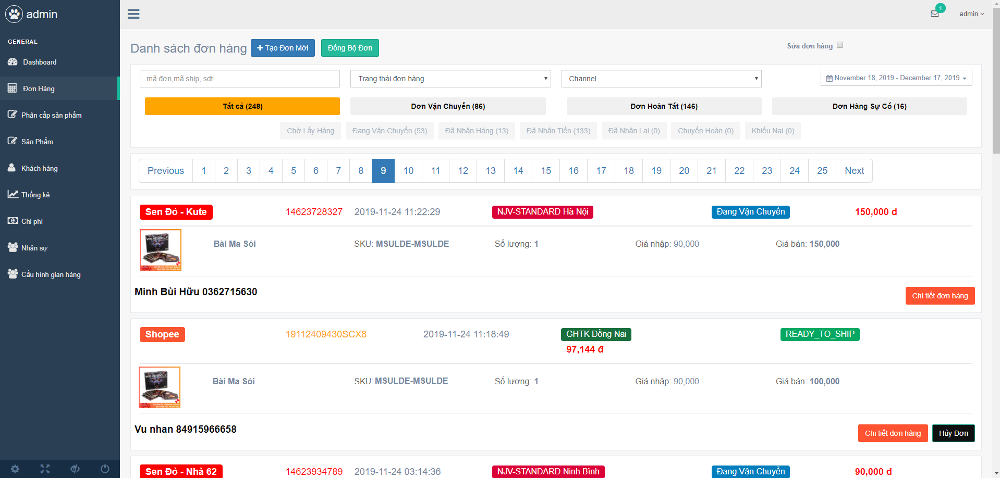 admin
GENERAL
Dashboard
Đơn Hàng
Phân cấp sản phẩm
Sản Phẩm
Khách hàng
Thống kê
Chi phí
Nhân sự
Cấu hình gian hàng
1
admin
Danh sách đơn hàng
Tạo Đơn Mới
Đồng Bộ Đơn
Sửa đơn hàng
mã đơn,mã ship, sdt
Trạng thái đơn hàng
Channel
November 18, 2019 - December 17, 2019
Tất cả (248)
Đơn Vận Chuyển (86)
Đơn Hoàn Tất (146)
Đơn Hàng Sự Cố (16)
Chờ Lấy Hàng
Đang Vận Chuyển (53)
Đã Nhận Hàng (13)
Đã Nhận Tiền (133)
Đã Nhận Lại (0)
Chuyển Hoàn (0)
Khiếu Nại (0)
Previous 1 2 3 4 5 6 7 8 9 10 11 12 13 14 15 16 17 18 19 20 21 22 23 24 25 Next
Sen Đỏ - Kute 14623728327 2019-11-24 11:22:29 NJV-STANDARD Hà Nội Đang Vận Chuyển 150,000 đ
WEREWOLF
Bài Ma Sói SKU: MSULDE-MSULDE Số lượng: 1 Giá nhập: 90,000 Giá bán: 150,000
Minh Bùi Hữu 0362715630
Chi tiết đơn hàng
Shopee 19112409430SCX8 2019-11-24 11:18:49 GHTK Đồng Nai READY_TO_SHIP
97,144 đ
WEREWOLF
Bài Ma Sói SKU: MSULDE-MSULDE Số lượng: 1 Giá nhập: 90,000 Giá bán: 100,000
Vu nhan 84915966658
Chi tiết đơn hàng
Hủy Đơn
Sen Đỏ - Nhà 62 14623934789 2019-11-24 03:14:36 NJV-STANDARD Ninh Bình Đang Vận Chuyển 90,000 đ